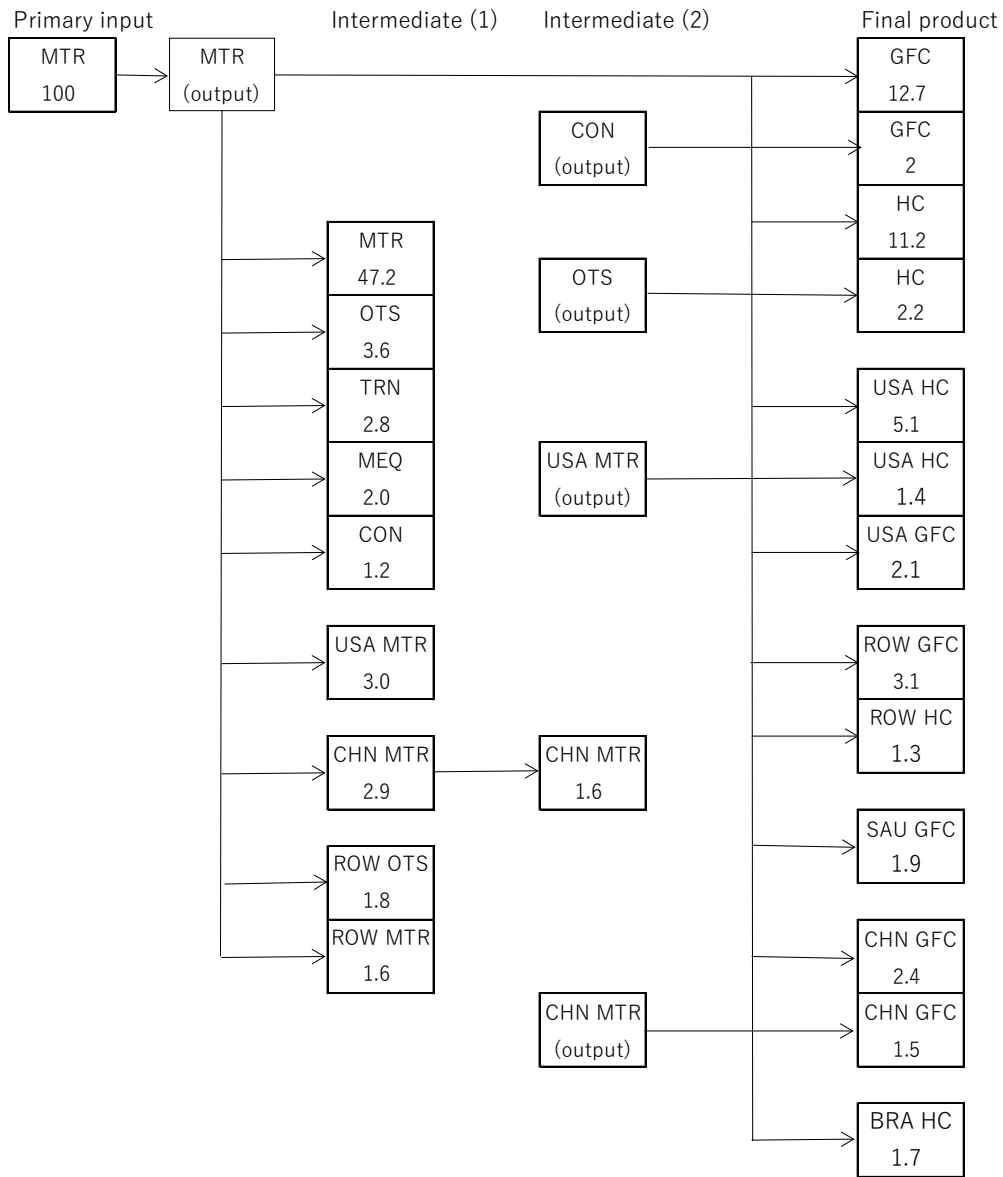 Primary input
Intermediate (1)
Intermediate (2)
Final product
MTR
100
MTR
(output)
GFC
12.7
CON
(output)
GFC
2
MTR
47.2
HC
11.2
OTS
3.6
OTS
(output)
HC
2.2
TRN
2.8
USA HC
5.1
MEQ
2.0
USA MTR
(output)
USA HC
1.4
CON
1.2
USA GFC
2.1
USA MTR
3.0
ROW GFC
3.1
ROW HC
1.3
CHN MTR
2.9
CHN MTR
1.6
SAU GFC
1.9
ROW OTS
1.8
ROW MTR
1.6
CHN GFC
2.4
CHN MTR
(output)
CHN GFC
1.5
BRA HC
1.7